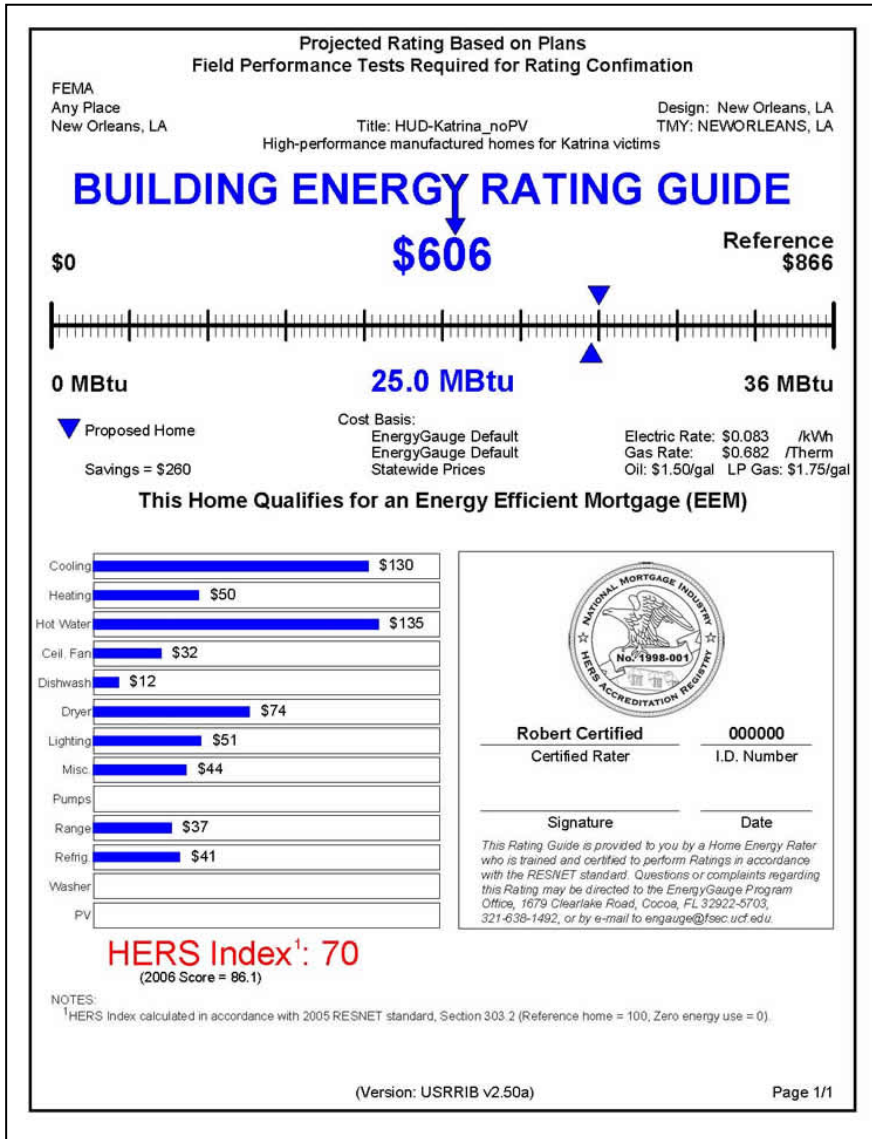 Projected Rating Based on Plans
Field Performance Tests Required for Rating Confimation
FEMA
Any Place
New Orleans, LA
Title: HUD-Katrina_noPV
High-performance manufactured homes for Katrina victims
Design: New Orleans, LA
TMY: NEWORLEANS, LA
BUILDING ENERGY RATING GUIDE
$0
$606
Reference
$866
0 MBtu
25.0 MBtu
36 MBtu
Proposed Home
Savings = $260
Cost Basis:
EnergyGauge Default
EnergyGauge Default
Statewide Prices
Electric Rate: $0.083 /kWh
Gas Rate: $0.682 /Therm
Oil: $1.50/gal LP Gas: $1.75/gal
This Home Qualifies for an Energy Efficient Mortgage (EEM)
Cooling $130
Heating $50
Hot Water $135
Ceil. Fan $32
Dishwash $12
Dryer $74
Lighting $51
Misc. $44
Pumps
Range $37
Refrig. $41
Washer
PV
NATIONAL MORTGAGE INDUSTRY
No. 1998-001
HERS ACCREDITATION REGISTRY
Robert Certified 000000
Certified Rater I.D. Number
Signature Date
This Rating Guide is provided to you by a Home Energy Rater
who is trained and certified to perform Ratings in accordance
with the RESNET standard. Questions or complaints regarding
this Rating may be directed to the EnergyGauge Program
Office, 1679 Clearlake Road, Cocoa, FL 32922-5703,
321-638-1492, or by e-mail to engauge@fsec.ucf.edu.
HERS Index¹: 70
(2006 Score = 86.1)
NOTES:
¹HERS Index calculated in accordance with 2005 RESNET standard, Section 303.2 (Reference home = 100, Zero energy use = 0).
(Version: USRRIB v2.50a)
Page 1/1